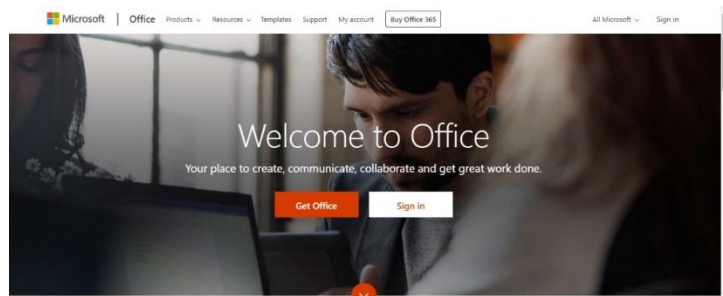 Microsoft Office Products Resources Templates Support My account Buy Office 365 All Microsoft Sign in
Welcome to Office
Your place to create, communicate, collaborate and get great work done.
Get Office Sign in